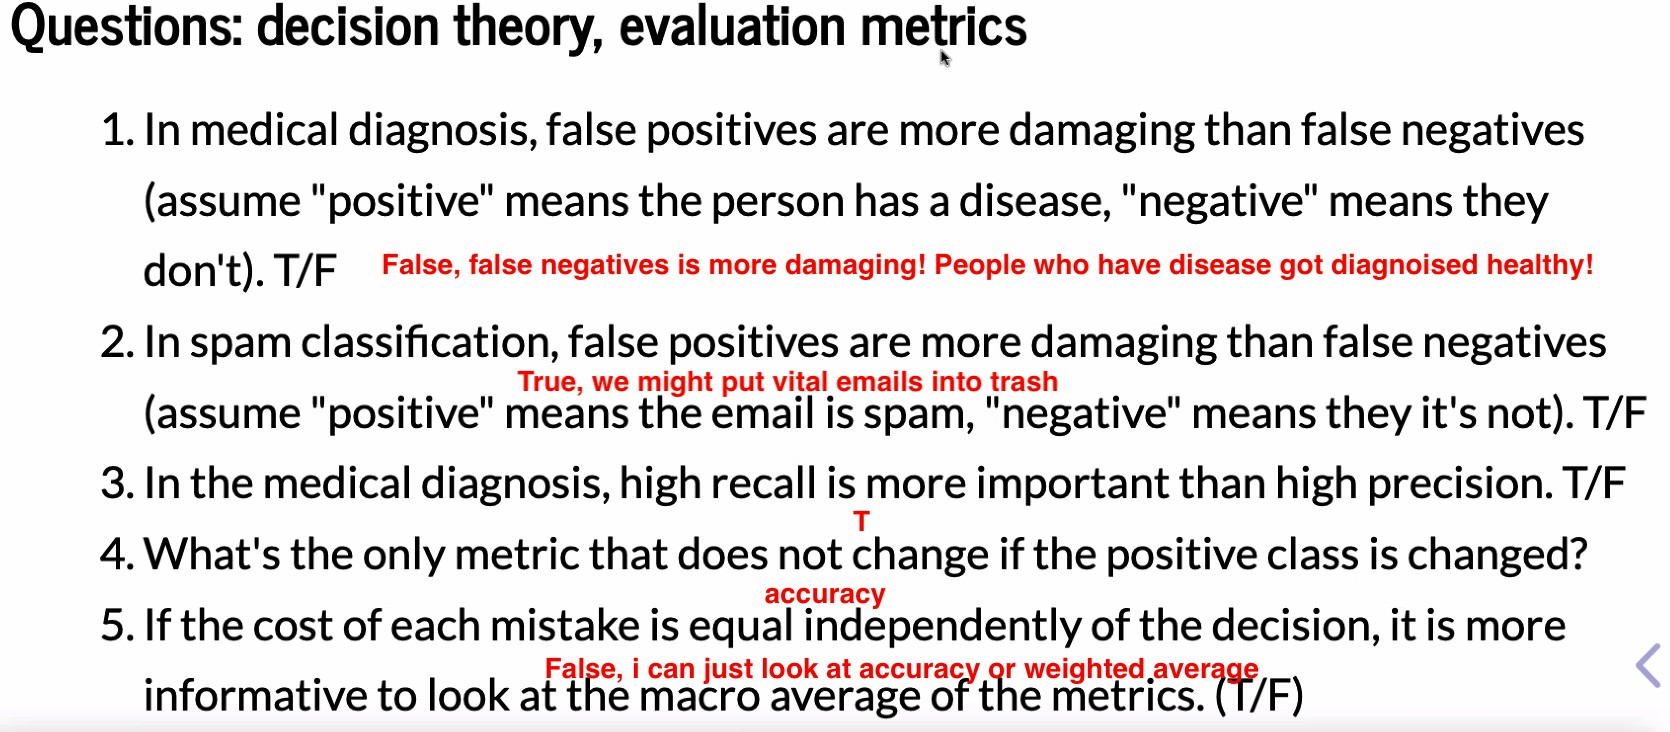 Questions: decision theory, evaluation metrics
1. In medical diagnosis, false positives are more damaging than false negatives
(assume "positive" means the person has a disease, "negative" means they
don't). T/F False, false negatives is more damaging! People who have disease got diagnoised healthy!
2. In spam classification, false positives are more damaging than false negatives
True, we might put vital emails into trash
(assume "positive" means the email is spam, "negative" means they it's not). T/F
3. In the medical diagnosis, high recall is more important than high precision. T/F
T
4. What's the only metric that does not change if the positive class is changed?
accuracy
5. If the cost of each mistake is equal independently of the decision, it is more
False, i can just look at accuracy or weighted average
informative to look at the macro average of the metrics. (T/F)